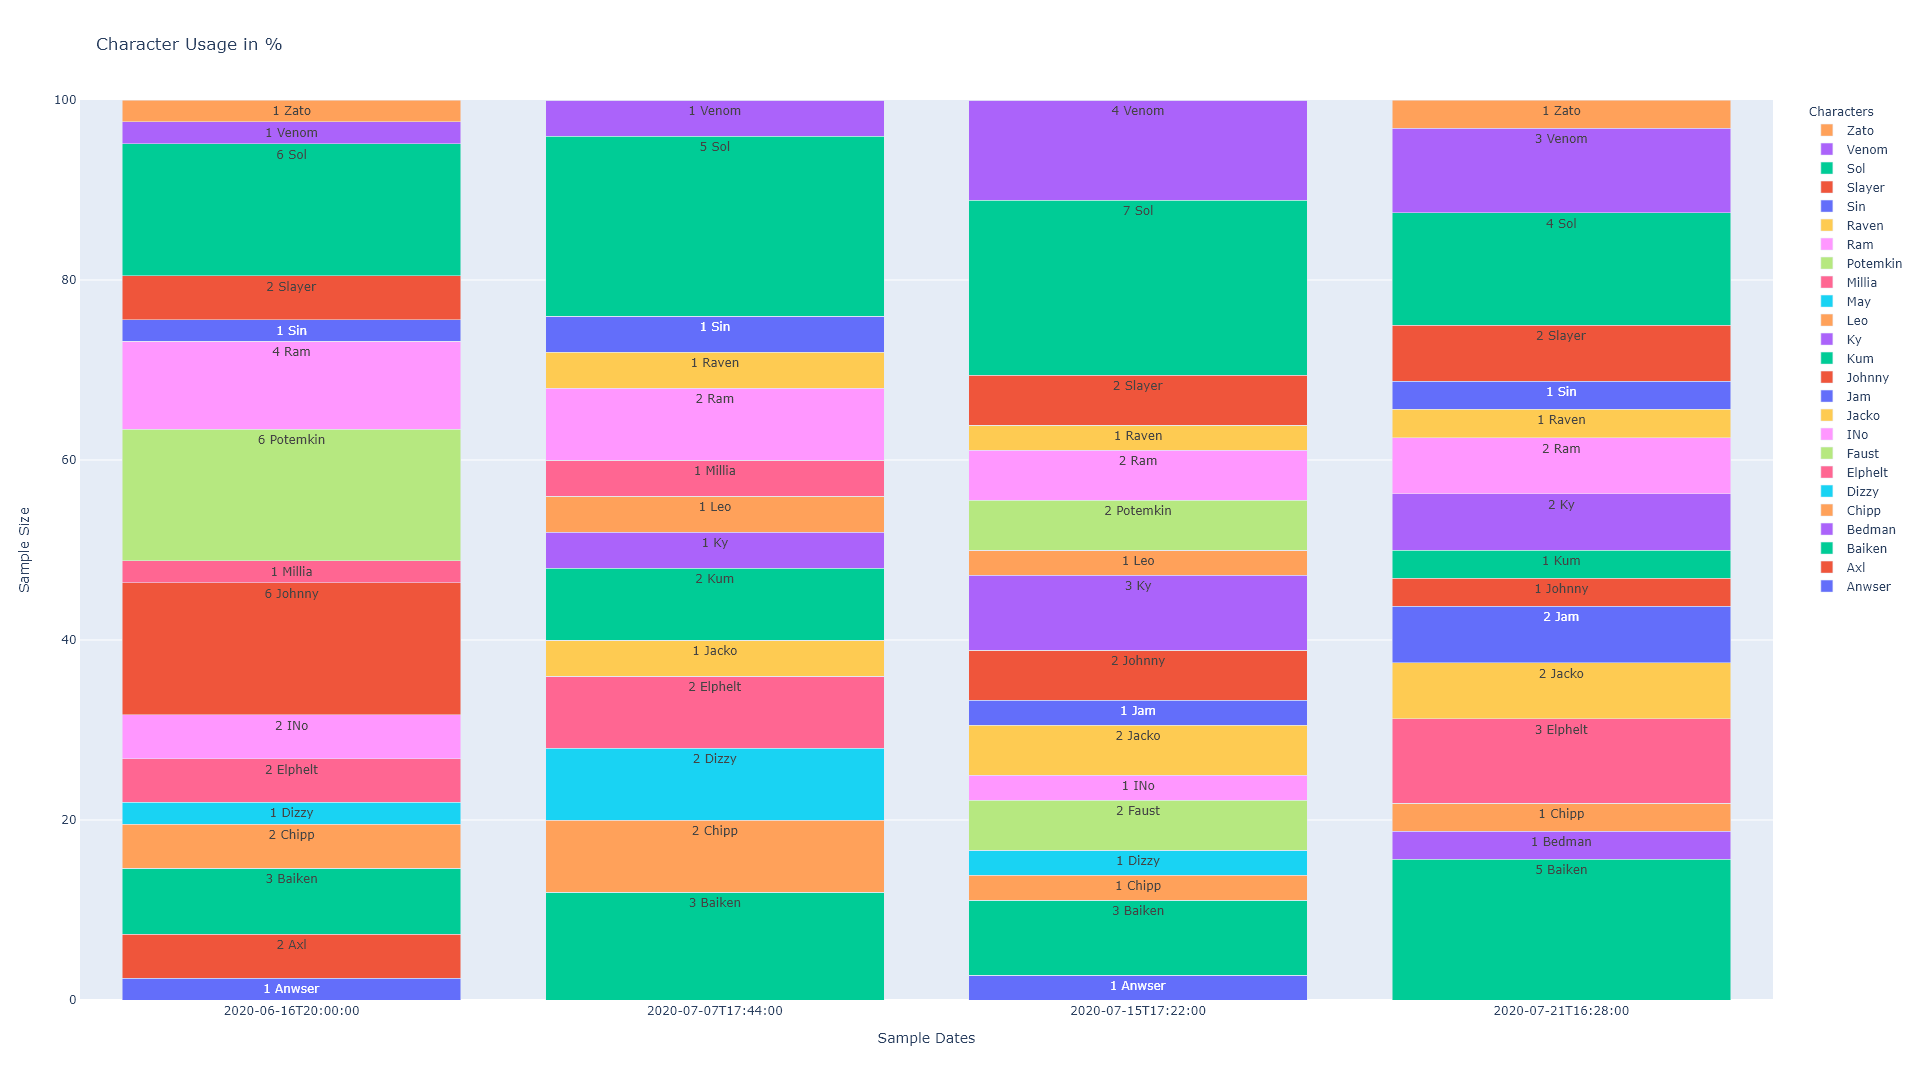 Character Usage in %
100
80
60
40
20
0
Sample Size
1 Zato
1 Venom
6 Sol
2 Slayer
1 Sin
4 Ram
6 Potemkin
1 Millia
6 Johnny
2 INo
2 Elphelt
1 Dizzy
2 Chipp
3 Baiken
2 Axl
1 Anwser
2020-06-16T20:00:00
1 Venom
5 Sol
1 Sin
1 Raven
2 Ram
1 Millia
1 Leo
1 Ky
2 Kum
1 Jacko
2 Elphelt
2 Dizzy
2 Chipp
3 Baiken
2020-07-07T17:44:00
4 Venom
7 Sol
2 Slayer
1 Raven
2 Ram
2 Potemkin
1 Leo
3 Ky
2 Johnny
1 Jam
2 Jacko
1 INo
2 Faust
1 Dizzy
1 Chipp
3 Baiken
1 Anwser
2020-07-15T17:22:00
1 Zato
3 Venom
4 Sol
2 Slayer
1 Sin
1 Raven
2 Ram
2 Ky
1 Kum
1 Johnny
2 Jam
2 Jacko
3 Elphelt
1 Chipp
1 Bedman
5 Baiken
2020-07-21T16:28:00
Sample Dates
Characters
Zato
Venom
Sol
Slayer
Sin
Raven
Ram
Potemkin
Millia
May
Leo
Ky
Kum
Johnny
Jam
Jacko
INo
Faust
Elphelt
Dizzy
Chipp
Bedman
Baiken
Axl
Anwser